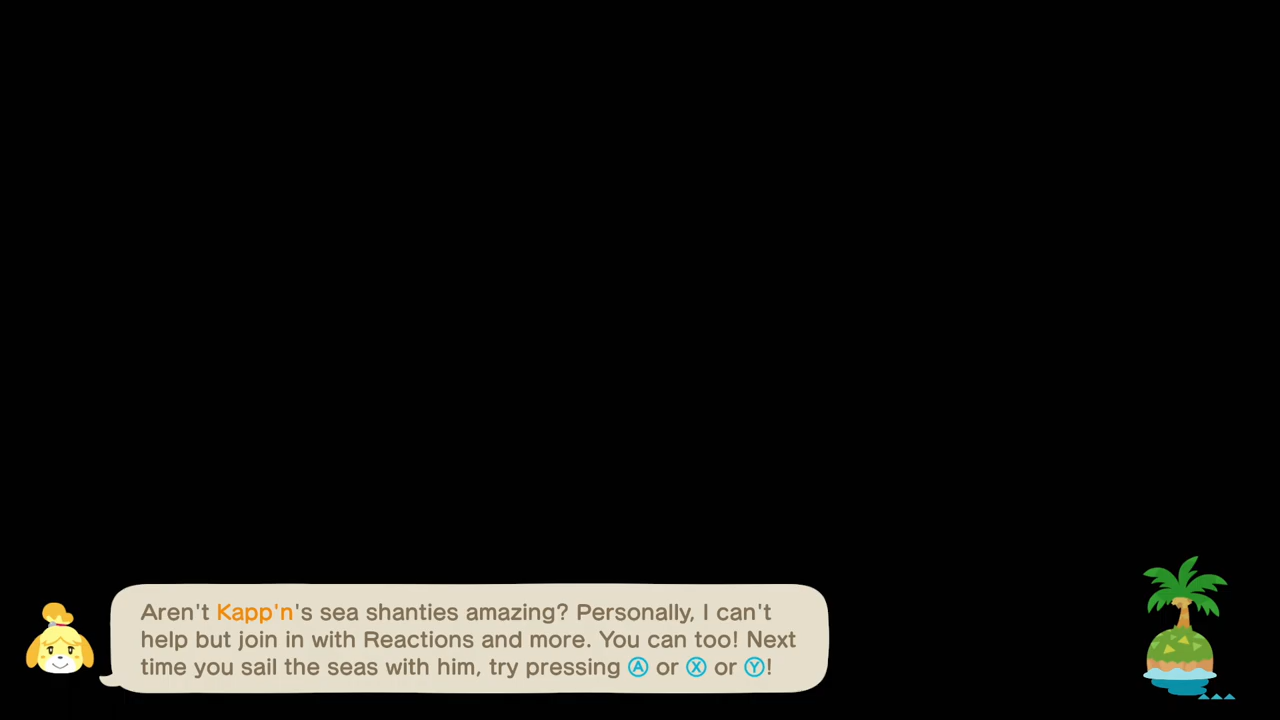 Aren't Kapp'n's sea shanties amazing? Personally, I can't
help but join in with Reactions and more. You can too! Next
time you sail the seas with him, try pressing Ⓐ or Ⓧ or Ⓨ!